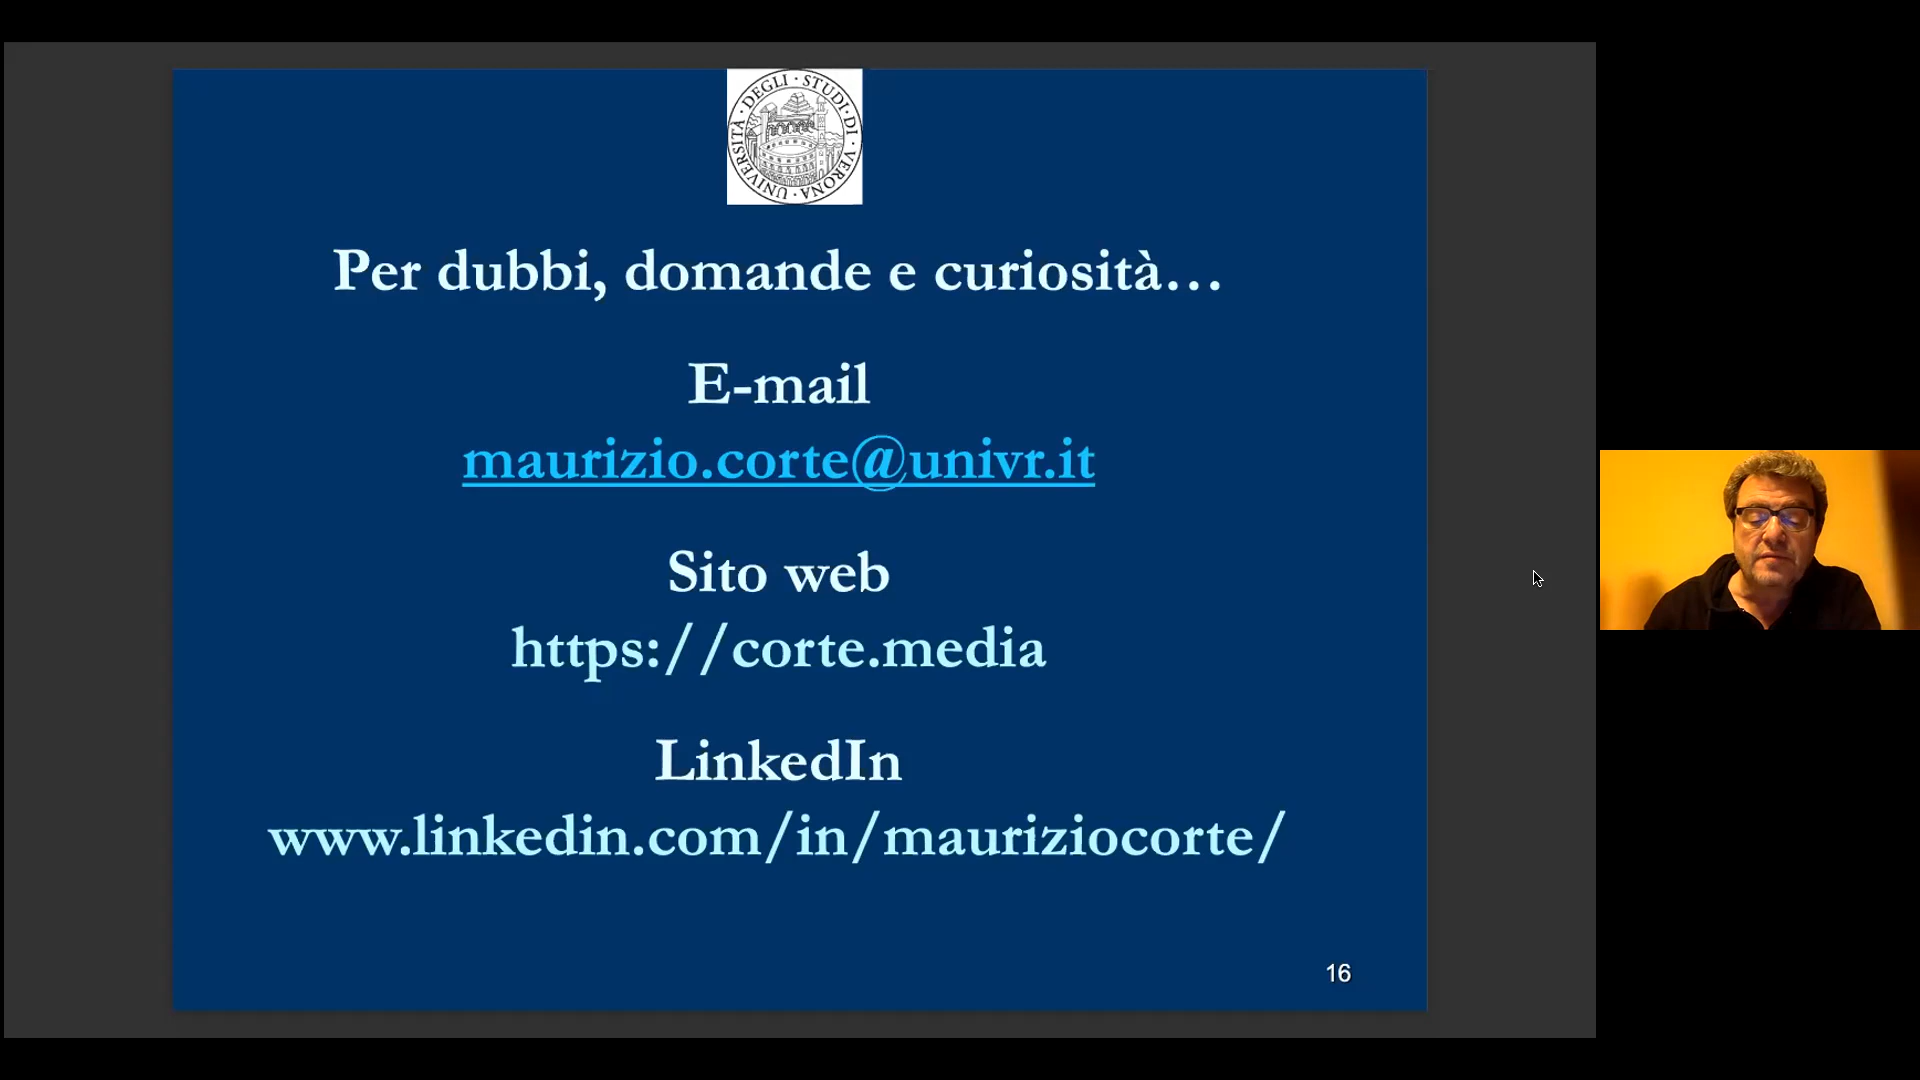 UNIVERSITÀ · DEGLI · STUDI · DI · VERONA ·
Per dubbi, domande e curiosità…
E-mail
maurizio.corte@univr.it
Sito web
https://corte.media
LinkedIn
www.linkedin.com/in/mauriziocorte/
16